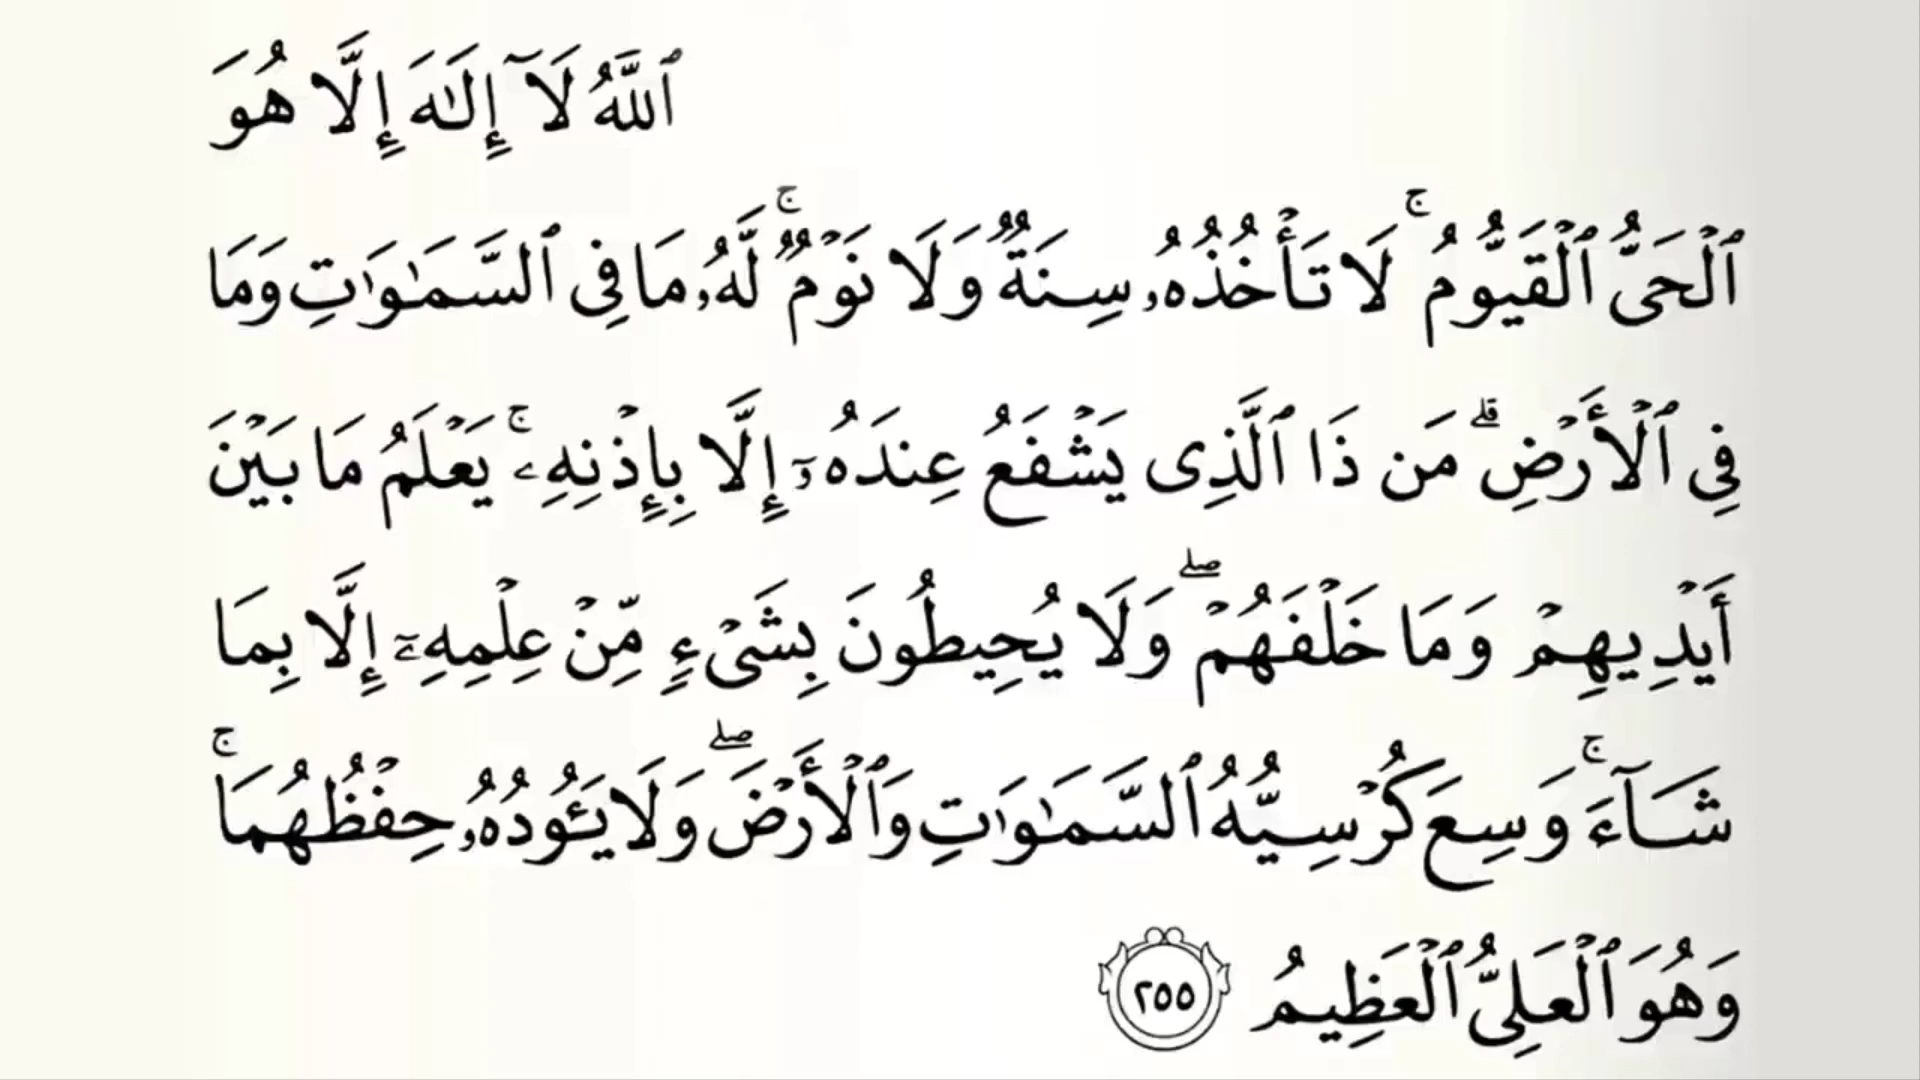 ٱللَّهُ لَآ إِلَـٰهَ إِلَّا هُوَ
ٱلۡحَىُّ ٱلۡقَيُّومُۚ لَا تَأۡخُذُهُۥ سِنَةٌ وَلَا نَوۡمٌۚ لَّهُۥ مَا فِى ٱلسَّمَـٰوَٰتِ وَمَا
فِى ٱلۡأَرۡضِۗ مَن ذَا ٱلَّذِى يَشۡفَعُ عِندَهُۥٓ إِلَّا بِإِذۡنِهِۦۚ يَعۡلَمُ مَا بَيۡنَ
أَيۡدِيهِمۡ وَمَا خَلۡفَهُمۡۖ وَلَا يُحِيطُونَ بِشَىۡءٍ مِّنۡ عِلۡمِهِۦٓ إِلَّا بِمَا
شَآءَۚ وَسِعَ كُرۡسِيُّهُ ٱلسَّمَـٰوَٰتِ وَٱلۡأَرۡضَۖ وَلَا يَـُٔودُهُۥ حِفۡظُهُمَاۚ
وَهُوَ ٱلۡعَلِىُّ ٱلۡعَظِيمُ ٢٥٥